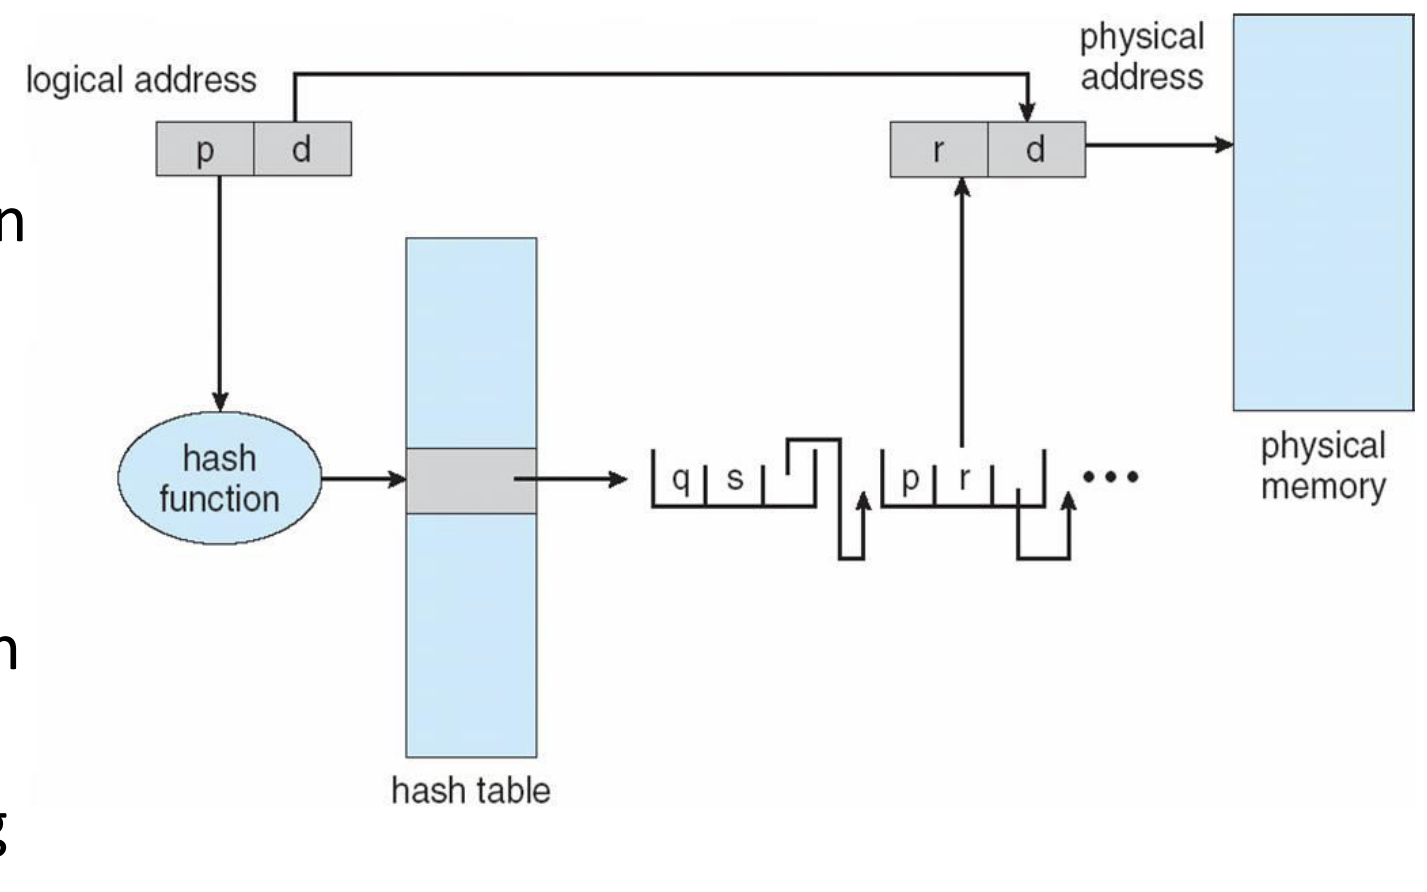 logical address
physical
address
p d
r d
n
hash
function
q s
p r
•••
physical
memory
n
hash table
g